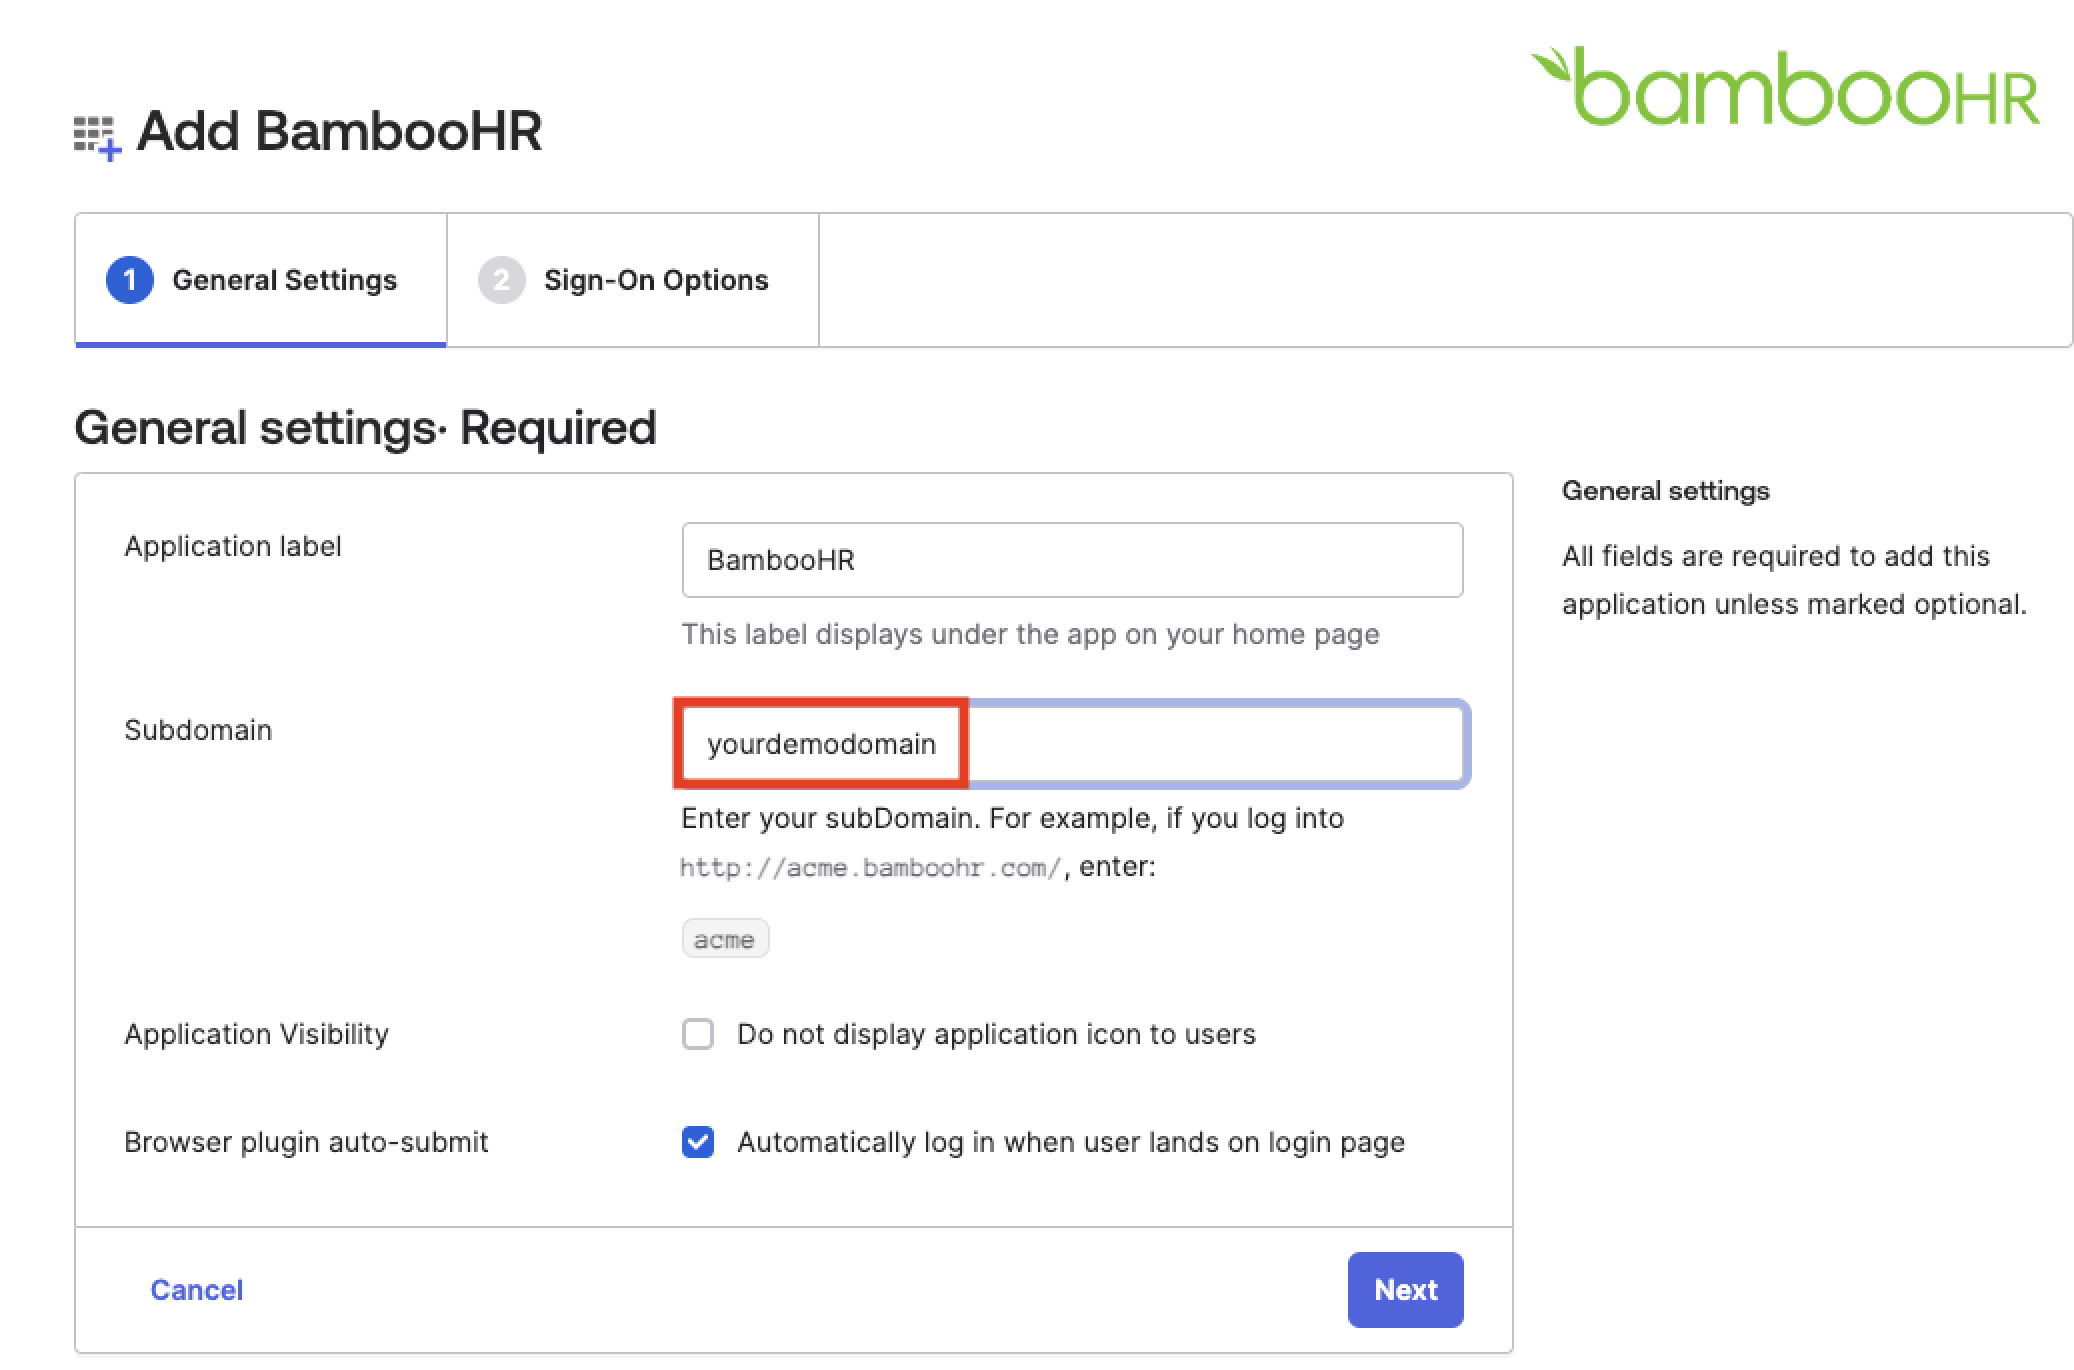 bambooHR
Add BambooHR
1 General Settings
2 Sign-On Options
General settings· Required
Application label
BambooHR
This label displays under the app on your home page
Subdomain
yourdemodomain
Enter your subDomain. For example, if you log into
http://acme.bamboohr.com/, enter:
acme
Application Visibility
Do not display application icon to users
Browser plugin auto-submit
Automatically log in when user lands on login page
Cancel
Next
General settings
All fields are required to add this
application unless marked optional.